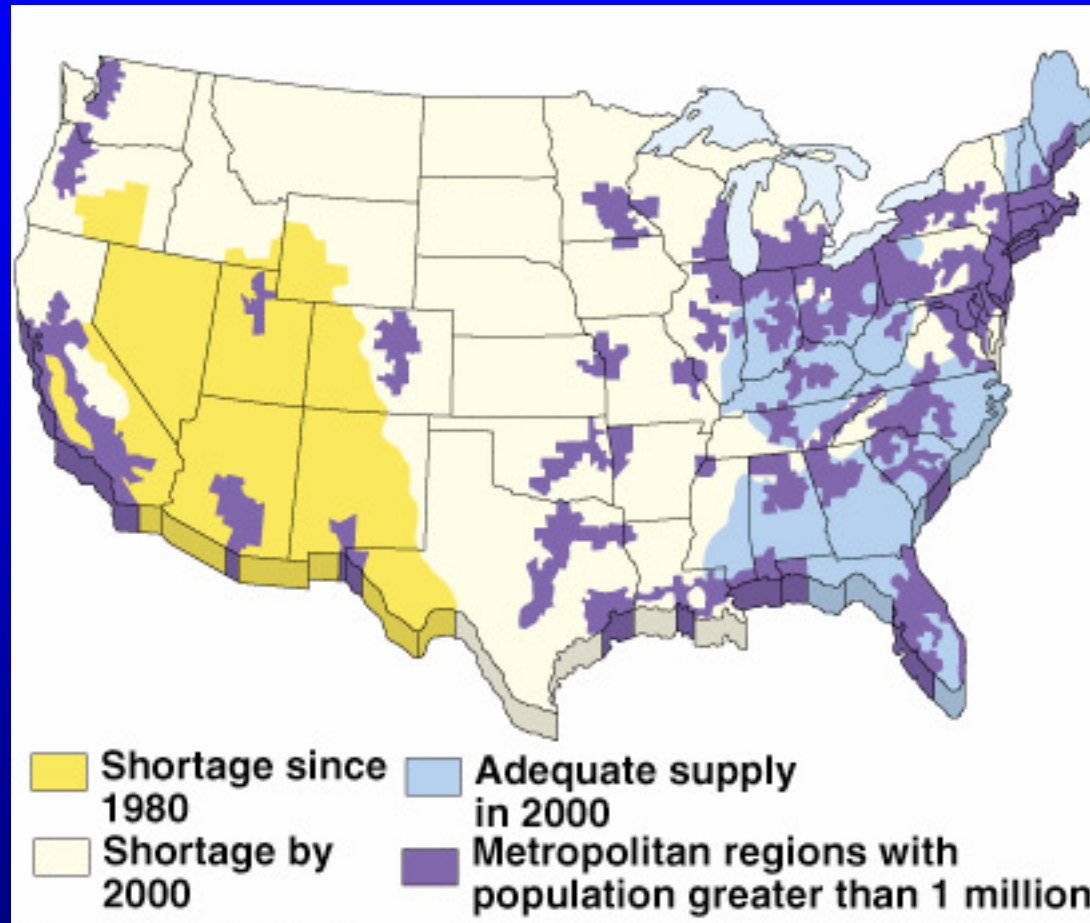 Shortage since
1980
Adequate supply
in 2000
Shortage by
2000
Metropolitan regions with
population greater than 1 million